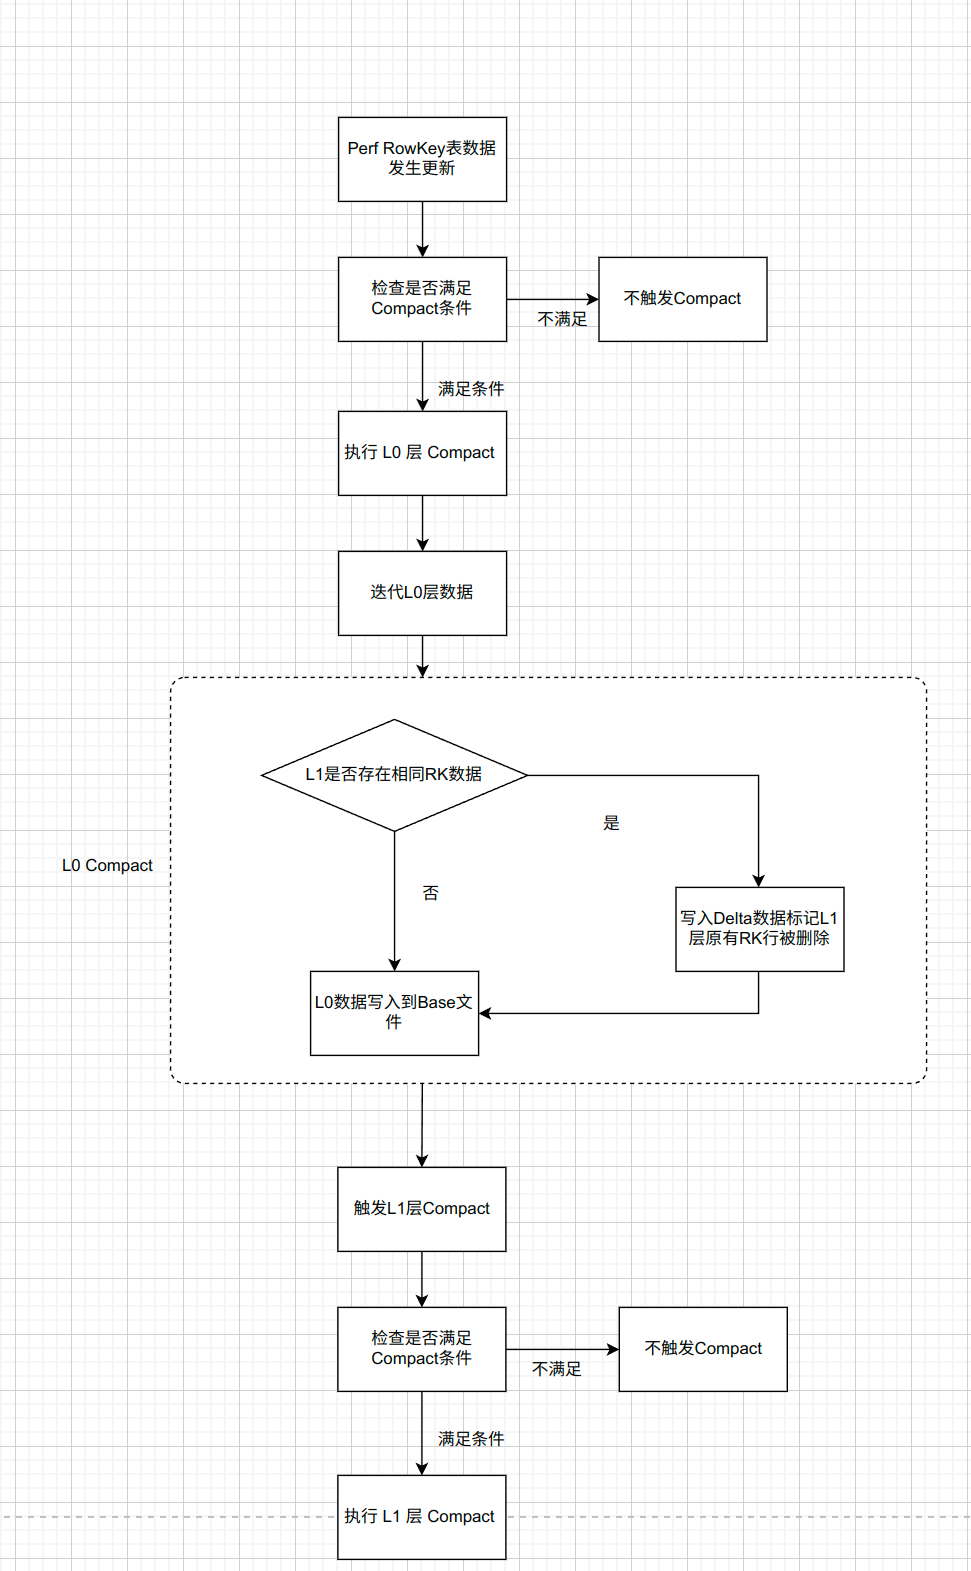 Perf RowKey表数据
发生更新
检查是否满足
Compact条件
不满足
不触发Compact
满足条件
执行 L0 层 Compact
迭代L0层数据
L1是否存在相同RK数据
是
L0 Compact
否
写入Delta数据标记L1
层原有RK行被删除
L0数据写入到Base文
件
触发L1层Compact
检查是否满足
Compact条件
不满足
不触发Compact
满足条件
执行 L1 层 Compact